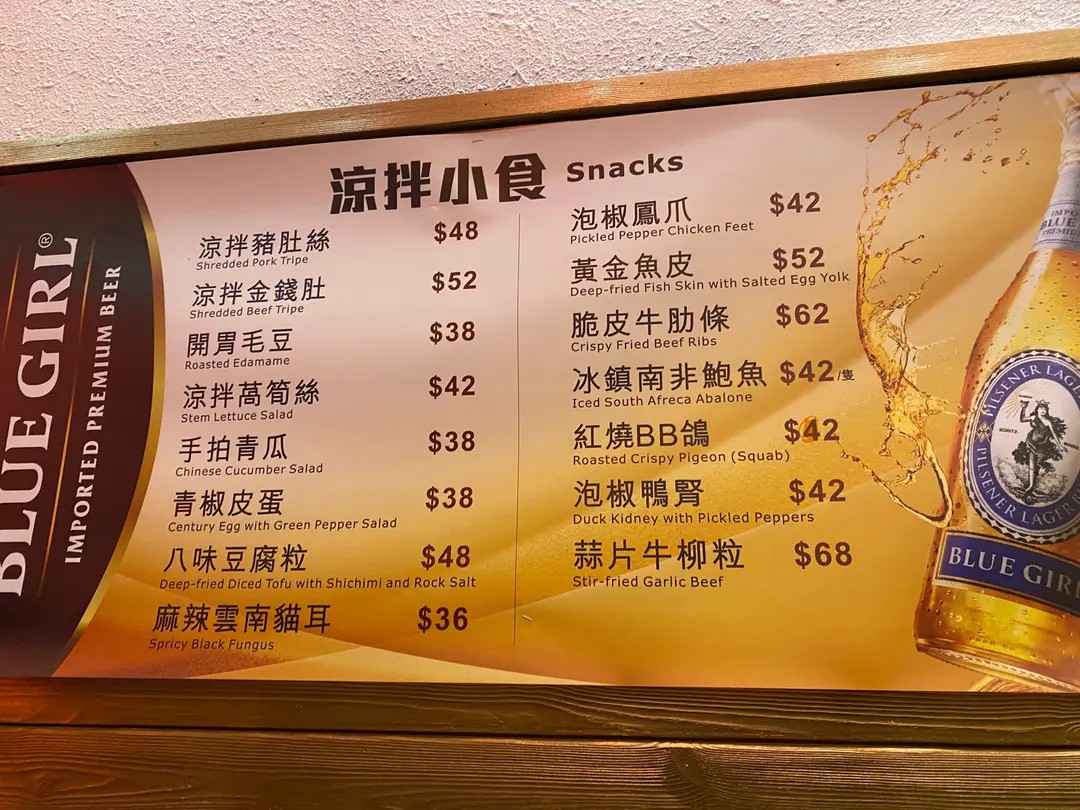 涼拌小食 Snacks
涼拌豬肚絲 $48
Shredded Pork Tripe
涼拌金錢肚 $52
Shredded Beef Tripe
開胃毛豆 $38
Roasted Edamame
涼拌萵筍絲 $42
Stem Lettuce Salad
手拍青瓜 $38
Chinese Cucumber Salad
青椒皮蛋 $38
Century Egg with Green Pepper Salad
八味豆腐粒 $48
Deep-fried Diced Tofu with Shichimi and Rock Salt
麻辣雲南貓耳 $36
Spicy Black Fungus
泡椒鳳爪 $42
Pickled Pepper Chicken Feet
黃金魚皮 $52
Deep-fried Fish Skin with Salted Egg Yolk
脆皮牛肋條 $62
Crispy Fried Beef Ribs
冰鎮南非鮑魚 $42/隻
Iced South Afreca Abalone
紅燒BB鴿 $42
Roasted Crispy Pigeon (Squab)
泡椒鴨腎 $42
Duck Kidney with Pickled Peppers
蒜片牛柳粒 $68
Stir-fried Garlic Beef
BLUE GIRL®
IMPORTED PREMIUM BEER
BLUE
PILSENER LAGER
PILSENER LAGER
BLUE GIRL